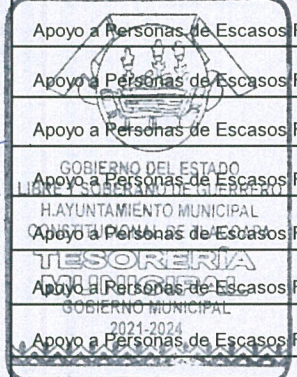 Apoyo a Personas de Escasos
Apoyo a Personas de Escasos
Apoyo a Personas de Escasos
Apoyo a Personas de Escasos
GOBIERNO DEL ESTADO
LIBRE Y SOBERANO DE GUERRERO
H. AYUNTAMIENTO MUNICIPAL
Apoyo a Personas de Escasos
CONSTITUCIONAL DE
TESORERÍA
MUNICIPAL
Apoyo a Personas de Escasos
GOBIERNO MUNICIPAL
2021-2024
Apoyo a Personas de Escasos